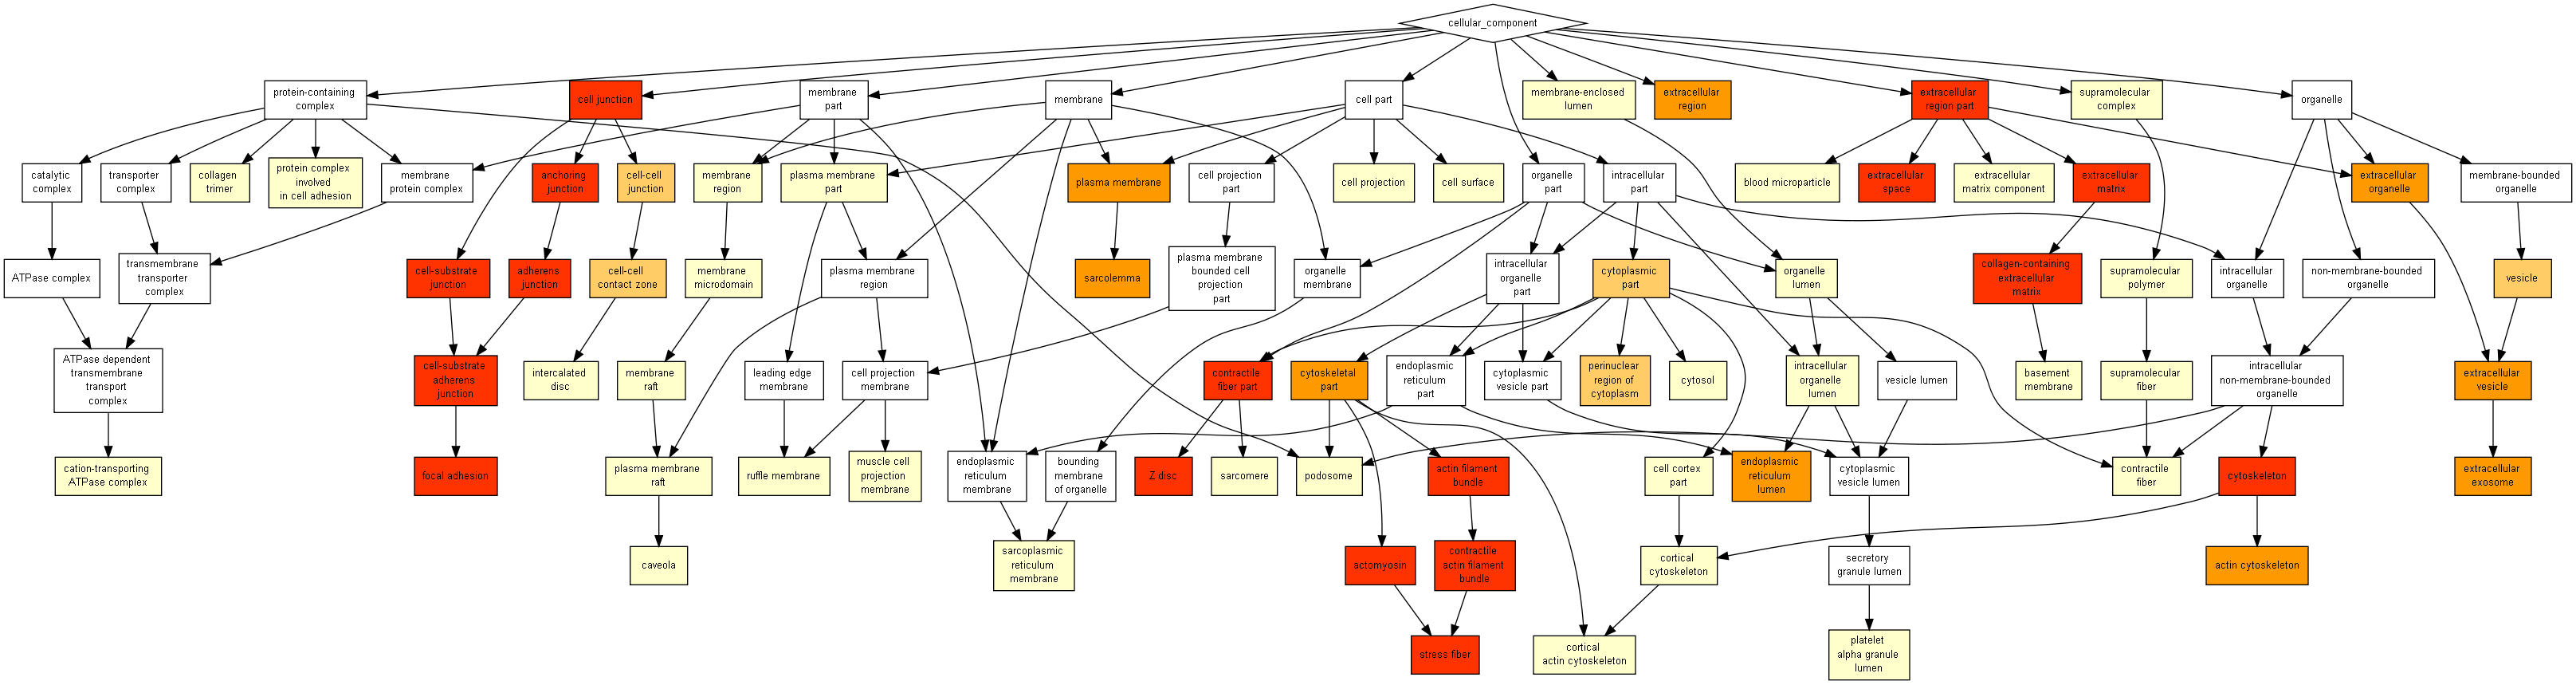 cellular_component
protein-containing
complex
cell junction
membrane
part
membrane
cell part
membrane-enclosed
lumen
extracellular
region
extracellular
region part
supramolecular
complex
organelle
catalytic
complex
transporter
complex
collagen
trimer
protein complex
involved
in cell adhesion
membrane
protein complex
anchoring
junction
cell-cell
junction
membrane
region
plasma membrane
part
plasma membrane
cell projection
part
cell projection
cell surface
organelle
part
intracellular
part
blood microparticle
extracellular
space
extracellular
matrix component
extracellular
matrix
extracellular
organelle
membrane-bounded
organelle
ATPase complex
transmembrane
transporter
complex
cell-substrate
junction
adherens
junction
cell-cell
contact zone
membrane
microdomain
plasma membrane
region
sarcolemma
plasma membrane
bounded cell
projection
part
organelle
membrane
intracellular
organelle
part
cytoplasmic
part
organelle
lumen
collagen-containing
extracellular
matrix
supramolecular
polymer
intracellular
organelle
non-membrane-bounded
organelle
vesicle
ATPase dependent
transmembrane
transport
complex
cell-substrate
adherens
junction
intercalated
disc
membrane
raft
leading edge
membrane
cell projection
membrane
contractile
fiber part
cytoskeletal
part
endoplasmic
reticulum
part
cytoplasmic
vesicle part
perinuclear
region of
cytoplasm
cytosol
intracellular
organelle
lumen
vesicle lumen
basement
membrane
supramolecular
fiber
intracellular
non-membrane-bounded
organelle
extracellular
vesicle
cation-transporting
ATPase complex
focal adhesion
plasma membrane
raft
ruffle membrane
muscle cell
projection
membrane
endoplasmic
reticulum
membrane
bounding
membrane
of organelle
Z disc
sarcomere
podosome
actin filament
bundle
cell cortex
part
endoplasmic
reticulum
lumen
cytoplasmic
vesicle lumen
contractile
fiber
cytoskeleton
extracellular
exosome
caveola
sarcoplasmic
reticulum
membrane
actomyosin
contractile
actin filament
bundle
cortical
cytoskeleton
secretory
granule lumen
actin cytoskeleton
stress fiber
cortical
actin cytoskeleton
platelet
alpha granule
lumen